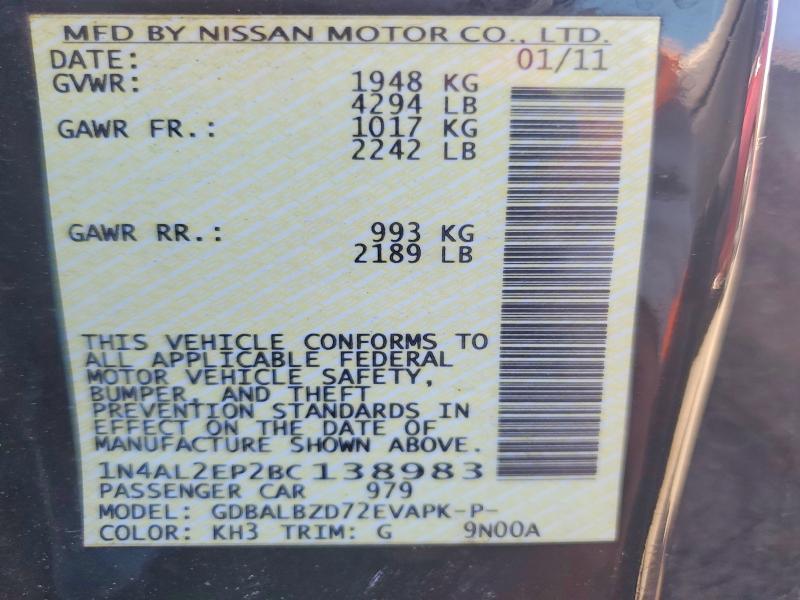 MFD BY NISSAN MOTOR CO., LTD.
DATE: 01/11
GVWR: 1948 KG
4294 LB
GAWR FR.: 1017 KG
2242 LB
GAWR RR.: 993 KG
2189 LB
THIS VEHICLE CONFORMS TO
ALL APPLICABLE FEDERAL
MOTOR VEHICLE SAFETY,
BUMPER, AND THEFT
PREVENTION STANDARDS IN
EFFECT ON THE DATE OF
MANUFACTURE SHOWN ABOVE.
1N4AL2EP2BC138983
PASSENGER CAR 979
MODEL: GDBALBZD72EVAPK-P-
COLOR: KH3 TRIM: G 9N00A